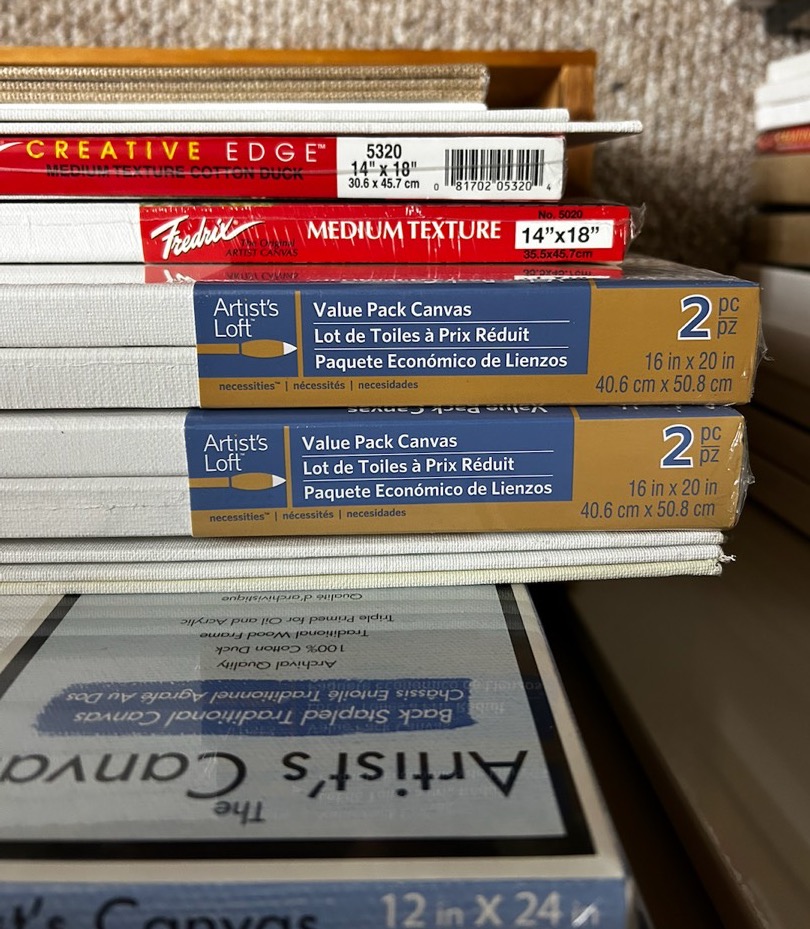 CREATIVE EDGE™
MEDIUM TEXTURE COTTON DUCK
5320
14" x 18"
30.6 x 45.7 cm
0 81702 05320 4
Fredrix
The Original
ARTIST CANVAS
MEDIUM TEXTURE
No. 5020
14"x18"
35.5x45.7cm
Artist's
Loft™
necessities™ | nécessités | necesidades
Value Pack Canvas
Lot de Toiles à Prix Réduit
Paquete Económico de Lienzos
2 pc
pz
16 in x 20 in
40.6 cm x 50.8 cm
Artist's
Loft™
necessities™ | nécessités | necesidades
Value Pack Canvas
Lot de Toiles à Prix Réduit
Paquete Económico de Lienzos
2 pc
pz
16 in x 20 in
40.6 cm x 50.8 cm
The
Artist's Canva
Back Stapled Traditional Canvas
Châssis Entoilé Traditionnel Agrafé Au Dos
Archival Quality
100% Cotton Duck
Traditional Wood Frame
Triple Primed for Oil and Acrylic
Qualité d'archivistique
t's Canvas
12 in X 24 in